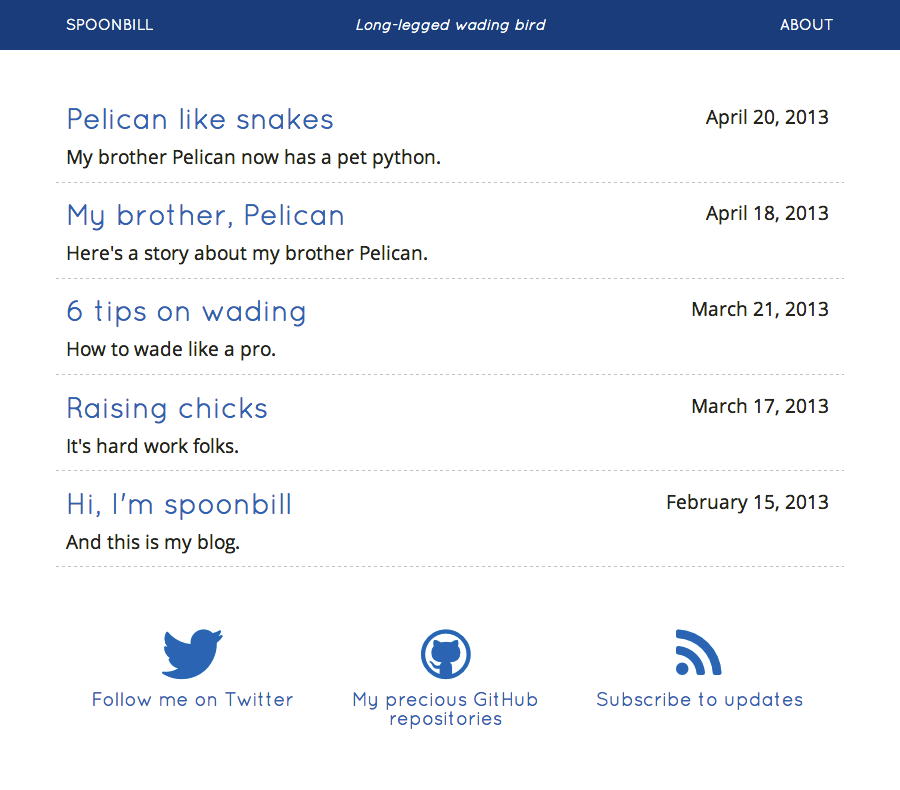 SPOONBILL
Long-legged wading bird
ABOUT
Pelican like snakes
April 20, 2013
My brother Pelican now has a pet python.
My brother, Pelican
April 18, 2013
Here's a story about my brother Pelican.
6 tips on wading
March 21, 2013
How to wade like a pro.
Raising chicks
March 17, 2013
It's hard work folks.
Hi, I'm spoonbill
February 15, 2013
And this is my blog.
Follow me on Twitter
My precious GitHub
repositories
Subscribe to updates